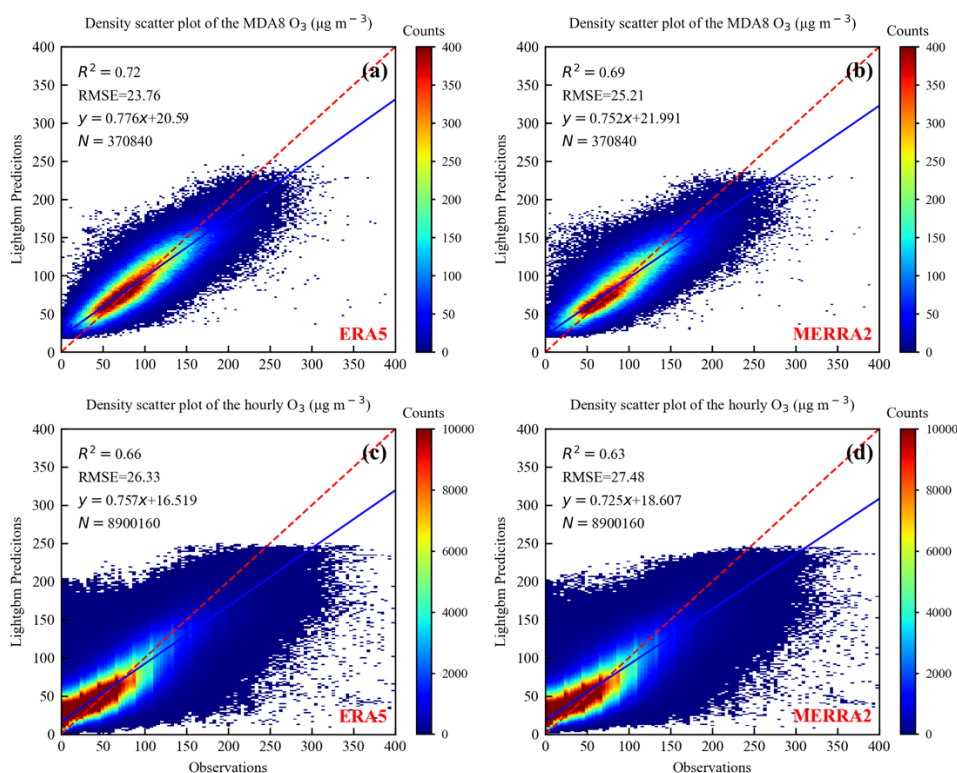 Density scatter plot of the MDA8 O₃ (μg m⁻³)
Counts
R² = 0.72
RMSE=23.76
y = 0.776x+20.59
N = 370840
(a)
ERA5
Lightgbm Predicitons
400
350
300
250
200
150
100
50
0
0 50 100 150 200 250 300 350 400
400
350
300
250
200
150
100
50
0
Density scatter plot of the MDA8 O₃ (μg m⁻³)
Counts
R² = 0.69
RMSE=25.21
y = 0.752x+21.991
N = 370840
(b)
MERRA2
Lightgbm Predicitons
400
350
300
250
200
150
100
50
0
0 50 100 150 200 250 300 350 400
400
350
300
250
200
150
100
50
0
Density scatter plot of the hourly O₃ (μg m⁻³)
Counts
R² = 0.66
RMSE=26.33
y = 0.757x+16.519
N = 8900160
(c)
ERA5
Lightgbm Predicitons
400
350
300
250
200
150
100
50
0
0 50 100 150 200 250 300 350 400
Observations
10000
8000
6000
4000
2000
0
Density scatter plot of the hourly O₃ (μg m⁻³)
Counts
R² = 0.63
RMSE=27.48
y = 0.725x+18.607
N = 8900160
(d)
MERRA2
Lightgbm Predicitons
400
350
300
250
200
150
100
50
0
0 50 100 150 200 250 300 350 400
Observations
10000
8000
6000
4000
2000
0